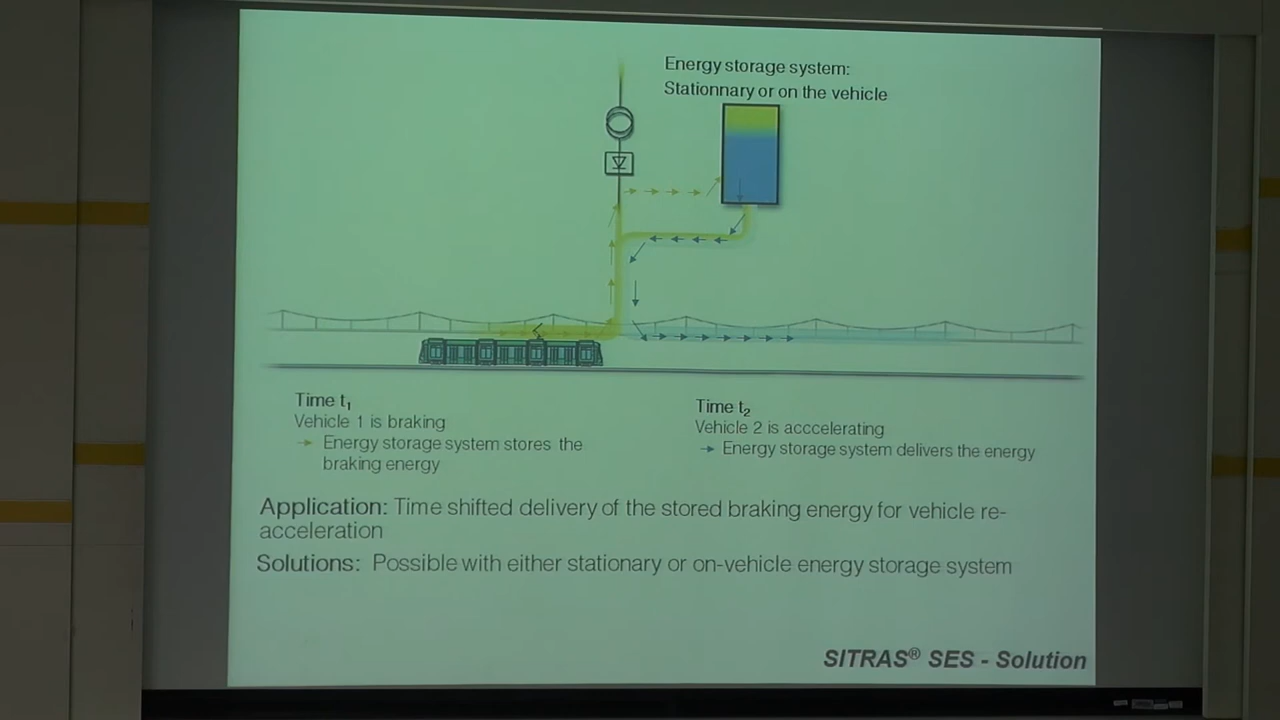 Energy storage system:
Stationnary or on the vehicle
Time t1
Vehicle 1 is braking
Energy storage system stores the
braking energy
Time t2
Vehicle 2 is acccelerating
Energy storage system delivers the energy
Application: Time shifted delivery of the stored braking energy for vehicle re-
acceleration
Solutions: Possible with either stationary or on-vehicle energy storage system
SITRAS® SES - Solution